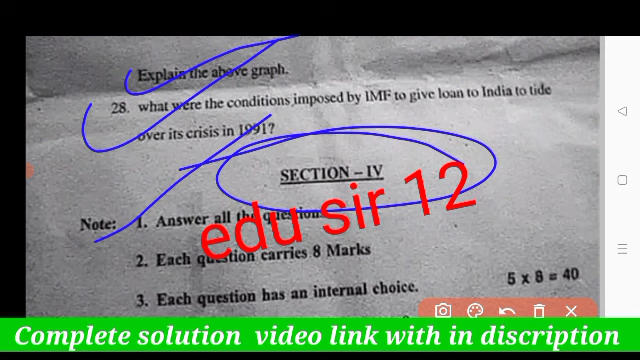 Explain the above graph.
28. what were the conditions imposed by IMF to give loan to India to tide
over its crisis in 1991?
SECTION – IV
Note: 1. Answer all the questions.
edu sir 12
2. Each question carries 8 Marks
5 x 8 = 40
3. Each question has an internal choice.
Complete solution video link with in discription